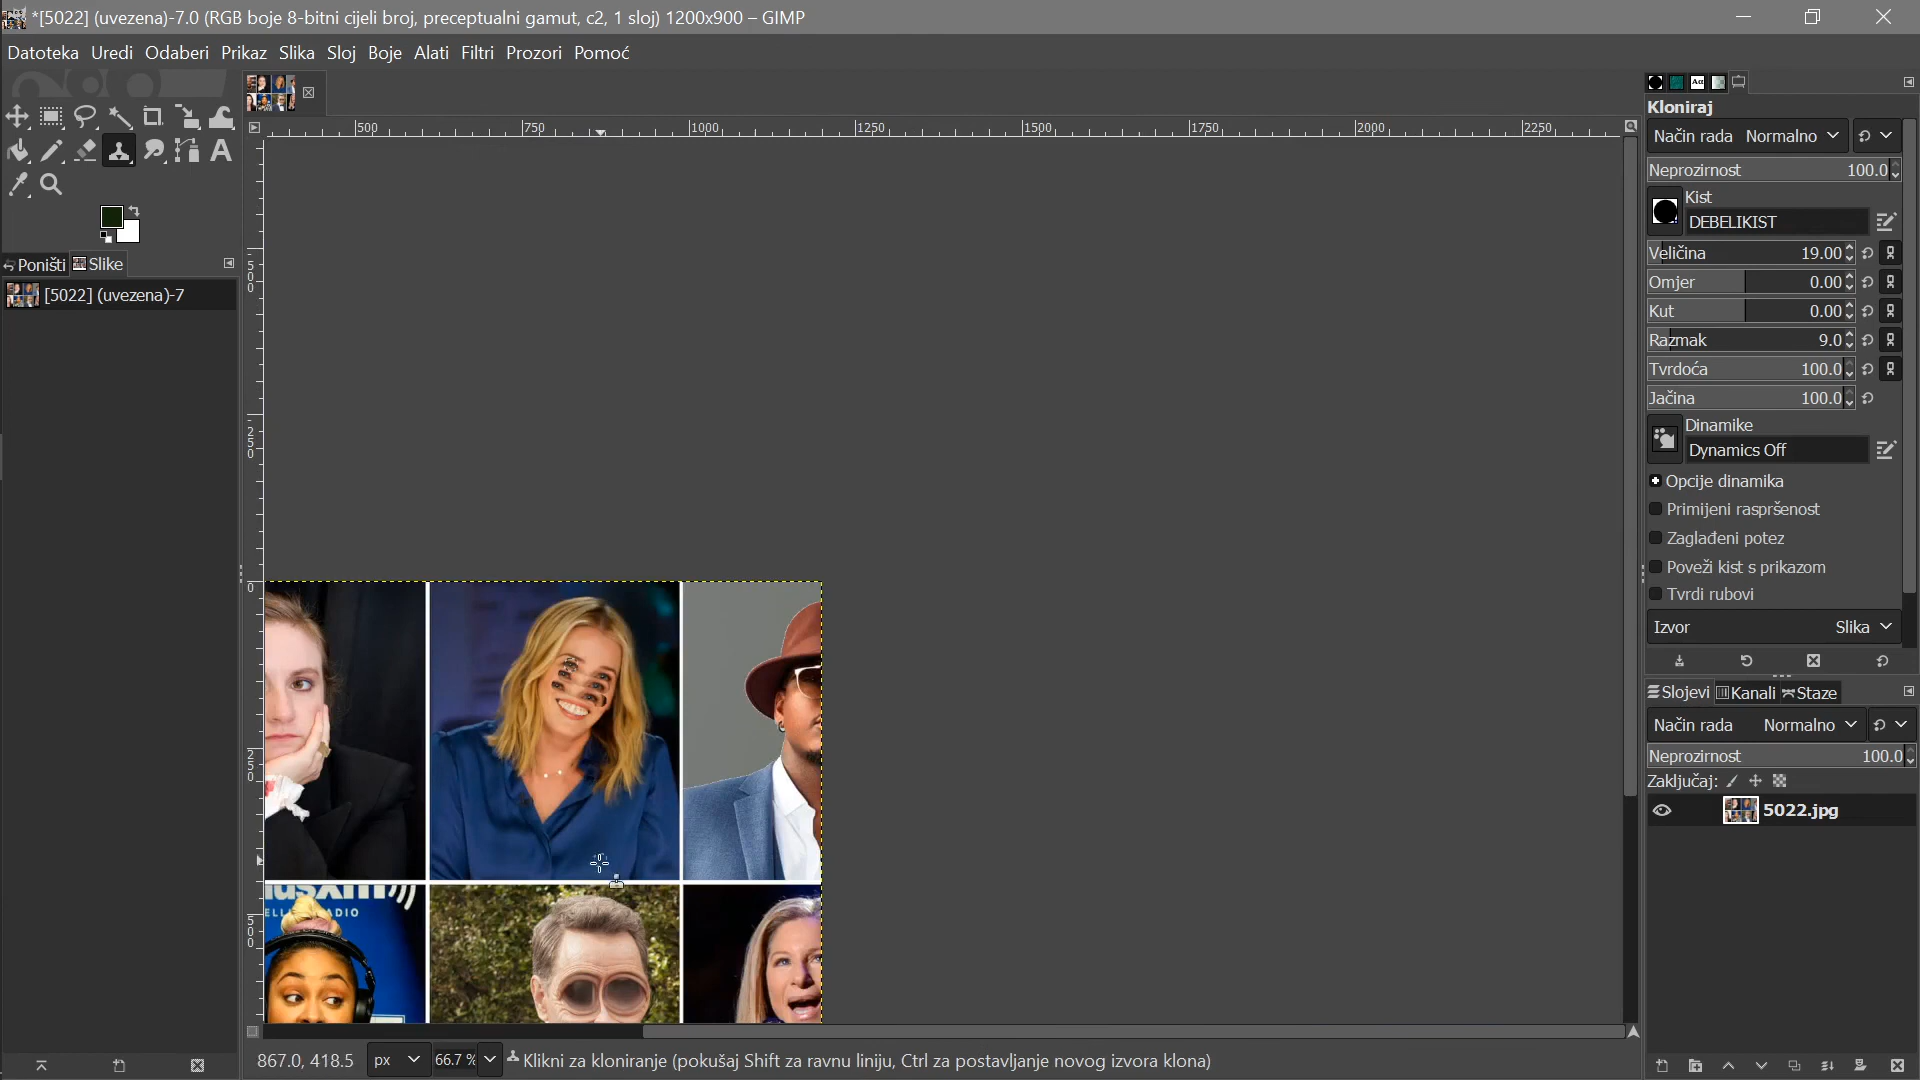 *[5022] (uvezena)-7.0 (RGB boje 8-bitni cijeli broj, preceptualni gamut, c2, 1 sloj) 1200x900 – GIMP
Datoteka Uredi Odaberi Prikaz Slika Sloj Boje Alati Filtri Prozori Pomoć
500 750 1000 1250 1500 1750 2000 2250
Poništi Slike
[5022] (uvezena)-7
Kloniraj
Način rada Normalno
Neprozirnost 100.0
Kist
DEBELIKIST
Veličina 19.00
Omjer 0.00
Kut 0.00
Razmak 9.0
Tvrdoća 100.0
Jačina 100.0
Dinamike
Dynamics Off
Opcije dinamika
Primijeni raspršenost
Zaglađeni potez
Poveži kist s prikazom
Tvrdi rubovi
Izvor Slika
Slojevi Kanali Staze
Način rada Normalno
Neprozirnost 100.0
Zaključaj:
5022.jpg
-500
-250
0
250
500
867.0, 418.5 px 66.7 % Klikni za kloniranje (pokušaj Shift za ravnu liniju, Ctrl za postavljanje novog izvora klona)